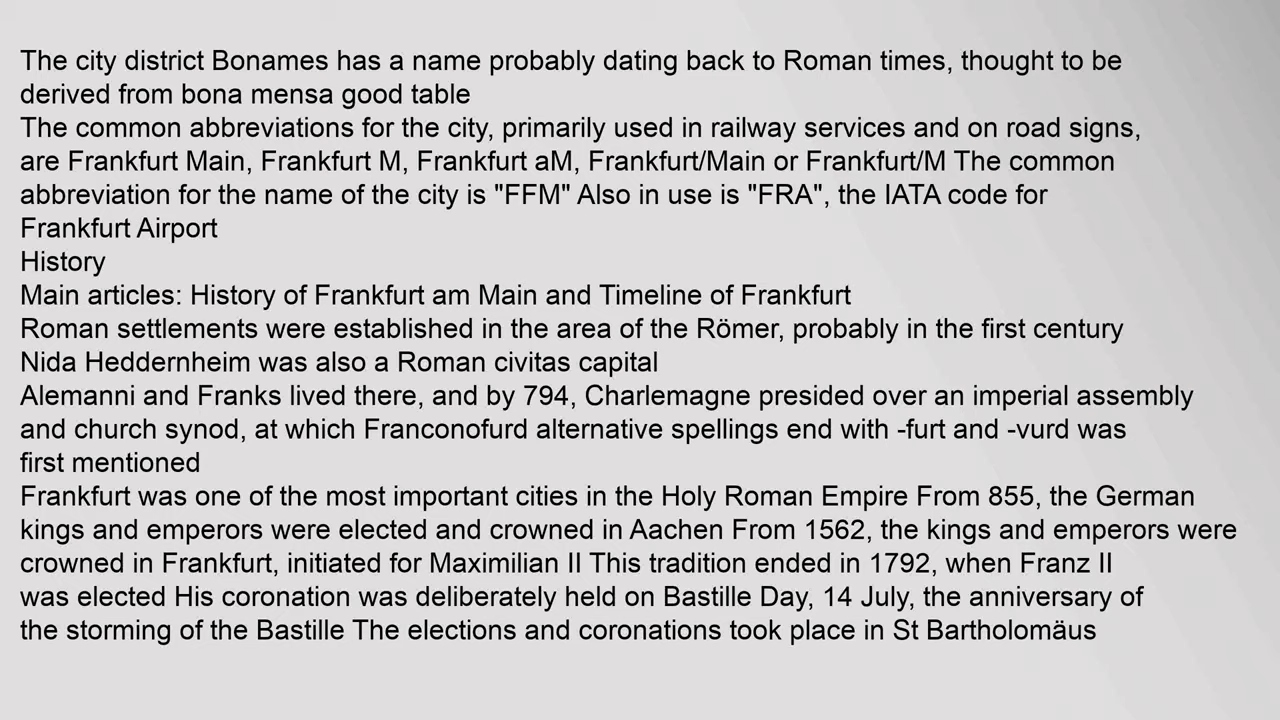 The city district Bonames has a name probably dating back to Roman times, thought to be
derived from bona mensa good table
The common abbreviations for the city, primarily used in railway services and on road signs,
are Frankfurt Main, Frankfurt M, Frankfurt aM, Frankfurt/Main or Frankfurt/M The common
abbreviation for the name of the city is "FFM" Also in use is "FRA", the IATA code for
Frankfurt Airport
History
Main articles: History of Frankfurt am Main and Timeline of Frankfurt
Roman settlements were established in the area of the Römer, probably in the first century
Nida Heddernheim was also a Roman civitas capital
Alemanni and Franks lived there, and by 794, Charlemagne presided over an imperial assembly
and church synod, at which Franconofurd alternative spellings end with -furt and -vurd was
first mentioned
Frankfurt was one of the most important cities in the Holy Roman Empire From 855, the German
kings and emperors were elected and crowned in Aachen From 1562, the kings and emperors were
crowned in Frankfurt, initiated for Maximilian II This tradition ended in 1792, when Franz II
was elected His coronation was deliberately held on Bastille Day, 14 July, the anniversary of
the storming of the Bastille The elections and coronations took place in St Bartholomäus